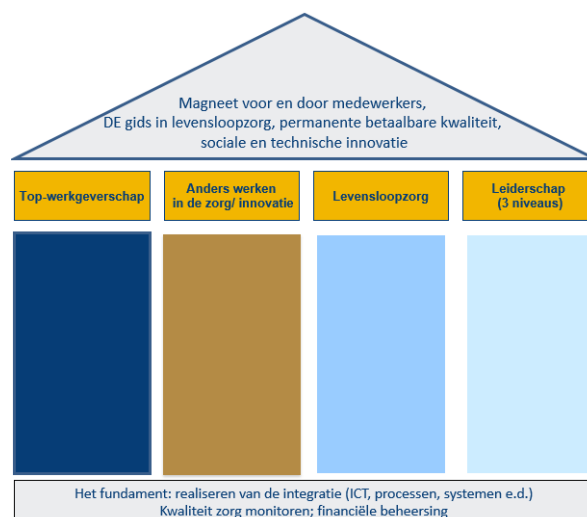 Magneet voor en door medewerkers,
DE gids in levensloopzorg, permanente betaalbare kwaliteit,
sociale en technische innovatie
Top-werkgeverschap
Anders werken
in de zorg/ innovatie
Levensloopzorg
Leiderschap
(3 niveaus)
Het fundament: realiseren van de integratie (ICT, processen, systemen e.d.)
Kwaliteit zorg monitoren; financiële beheersing